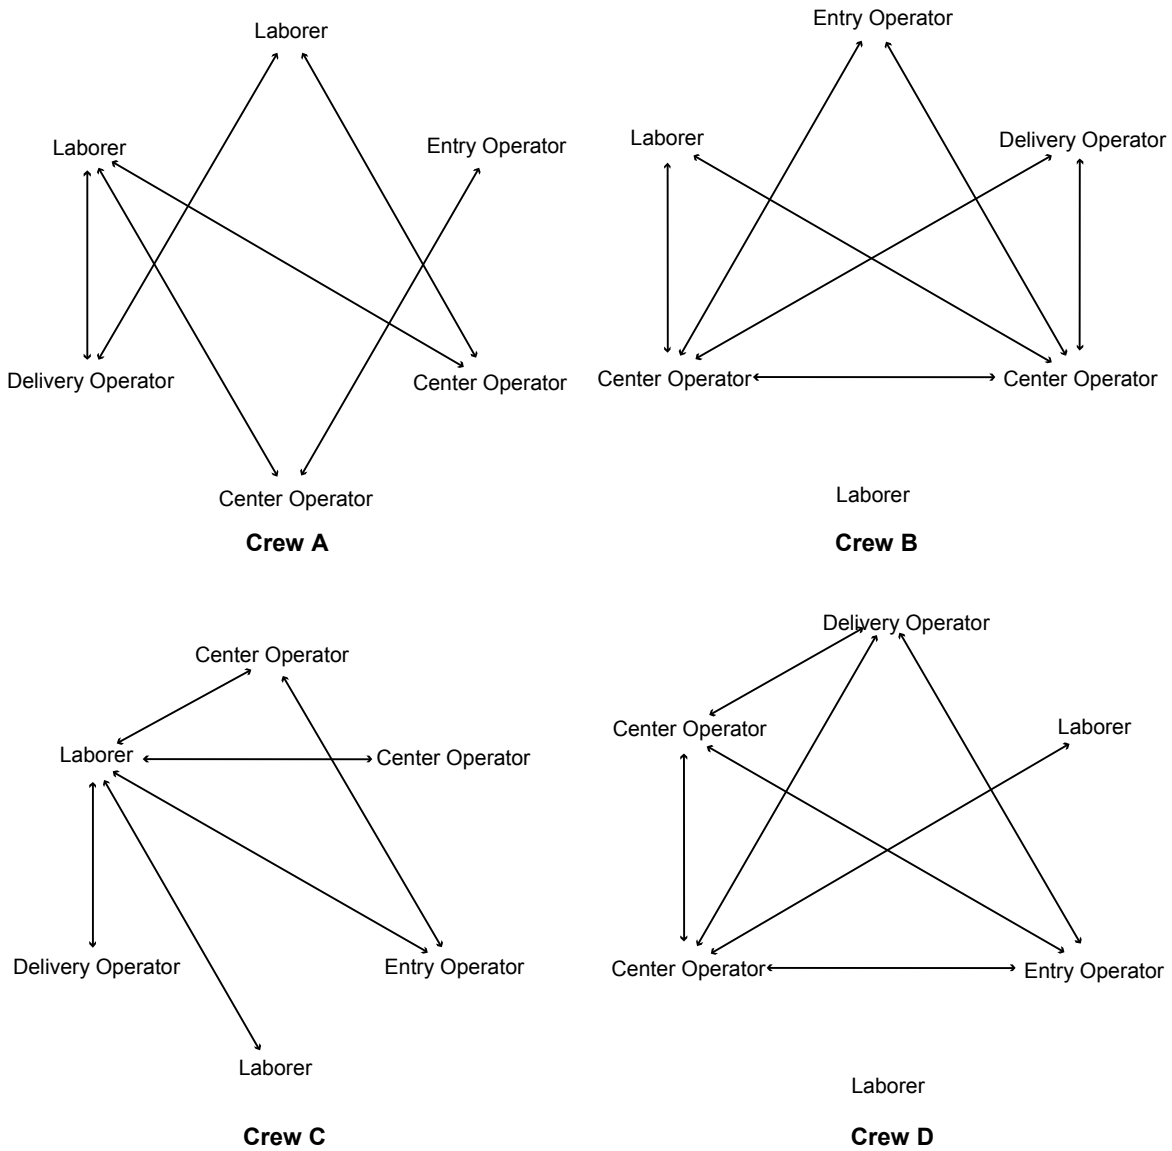 Laborer
Laborer
Entry Operator
Delivery Operator
Center Operator
Center Operator
Crew A
Entry Operator
Laborer
Delivery Operator
Center Operator
Center Operator
Laborer
Crew B
Center Operator
Laborer
Center Operator
Delivery Operator
Entry Operator
Laborer
Crew C
Delivery Operator
Center Operator
Laborer
Center Operator
Entry Operator
Laborer
Crew D